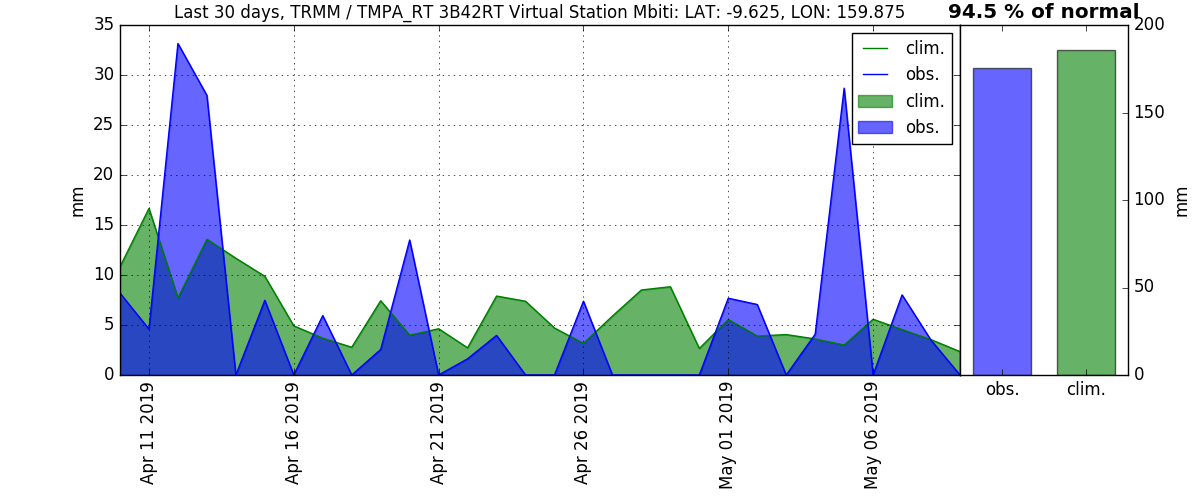 Last 30 days, TRMM / TMPA_RT 3B42RT Virtual Station Mbiti: LAT: -9.625, LON: 159.875
94.5 % of normal
35
30
25
20
15
10
5
0
mm
clim.
obs.
clim.
obs.
200
150
100
50
0
mm
Apr 11 2019
Apr 16 2019
Apr 21 2019
Apr 26 2019
May 01 2019
May 06 2019
obs.
clim.